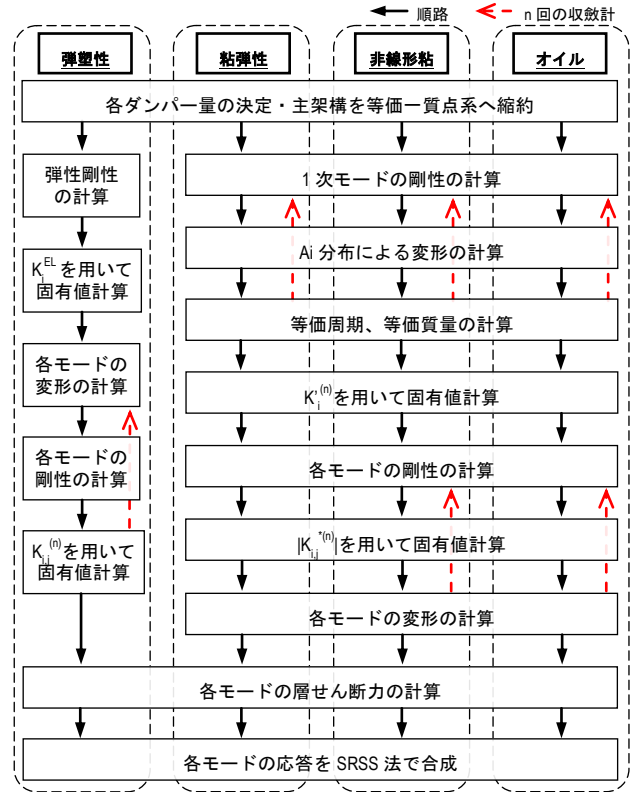 順路 n 回の収斂計
弾塑性 粘弾性 非線形粘 オイル
各ダンパー量の決定・主架構を等価一質点系へ縮約
弾性剛性
の計算
K_i^{EL} を用いて
固有値計算
各モードの
変形の計算
各モードの
剛性の計算
K_{i,j}^{(n)} を用いて
固有値計算
1 次モードの剛性の計算
Ai 分布による変形の計算
等価周期、等価質量の計算
K'_i^{(n)} を用いて固有値計算
各モードの剛性の計算
|K_{i,j}^{*(n)}| を用いて固有値計算
各モードの変形の計算
各モードの層せん断力の計算
各モードの応答を SRSS 法で合成